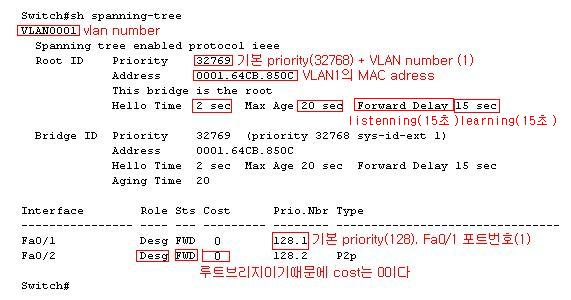 Switch#sh spanning-tree
VLAN0001 vlan number
Spanning tree enabled protocol ieee
Root ID Priority 32769 기본 priority(32768) + VLAN number (1)
Address 0001.64CB.850C VLAN1의 MAC adress
This bridge is the root
Hello Time 2 sec Max Age 20 sec Forward Delay 15 sec
listenning(15초)learning(15초)
Bridge ID Priority 32769 (priority 32768 sys-id-ext 1)
Address 0001.64CB.850C
Hello Time 2 sec Max Age 20 sec Forward Delay 15 sec
Aging Time 20
Interface Role Sts Cost Prio.Nbr Type
---------------- ---- --- --------- -------- --------------------------------
Fa0/1 Desg FWD 0 128.1 기본 priority(128). Fa0/1 포트번호(1)
Fa0/2 Desg FWD 0 128.2 P2p
루트브리지이기때문에 cost는 0이다
Switch#